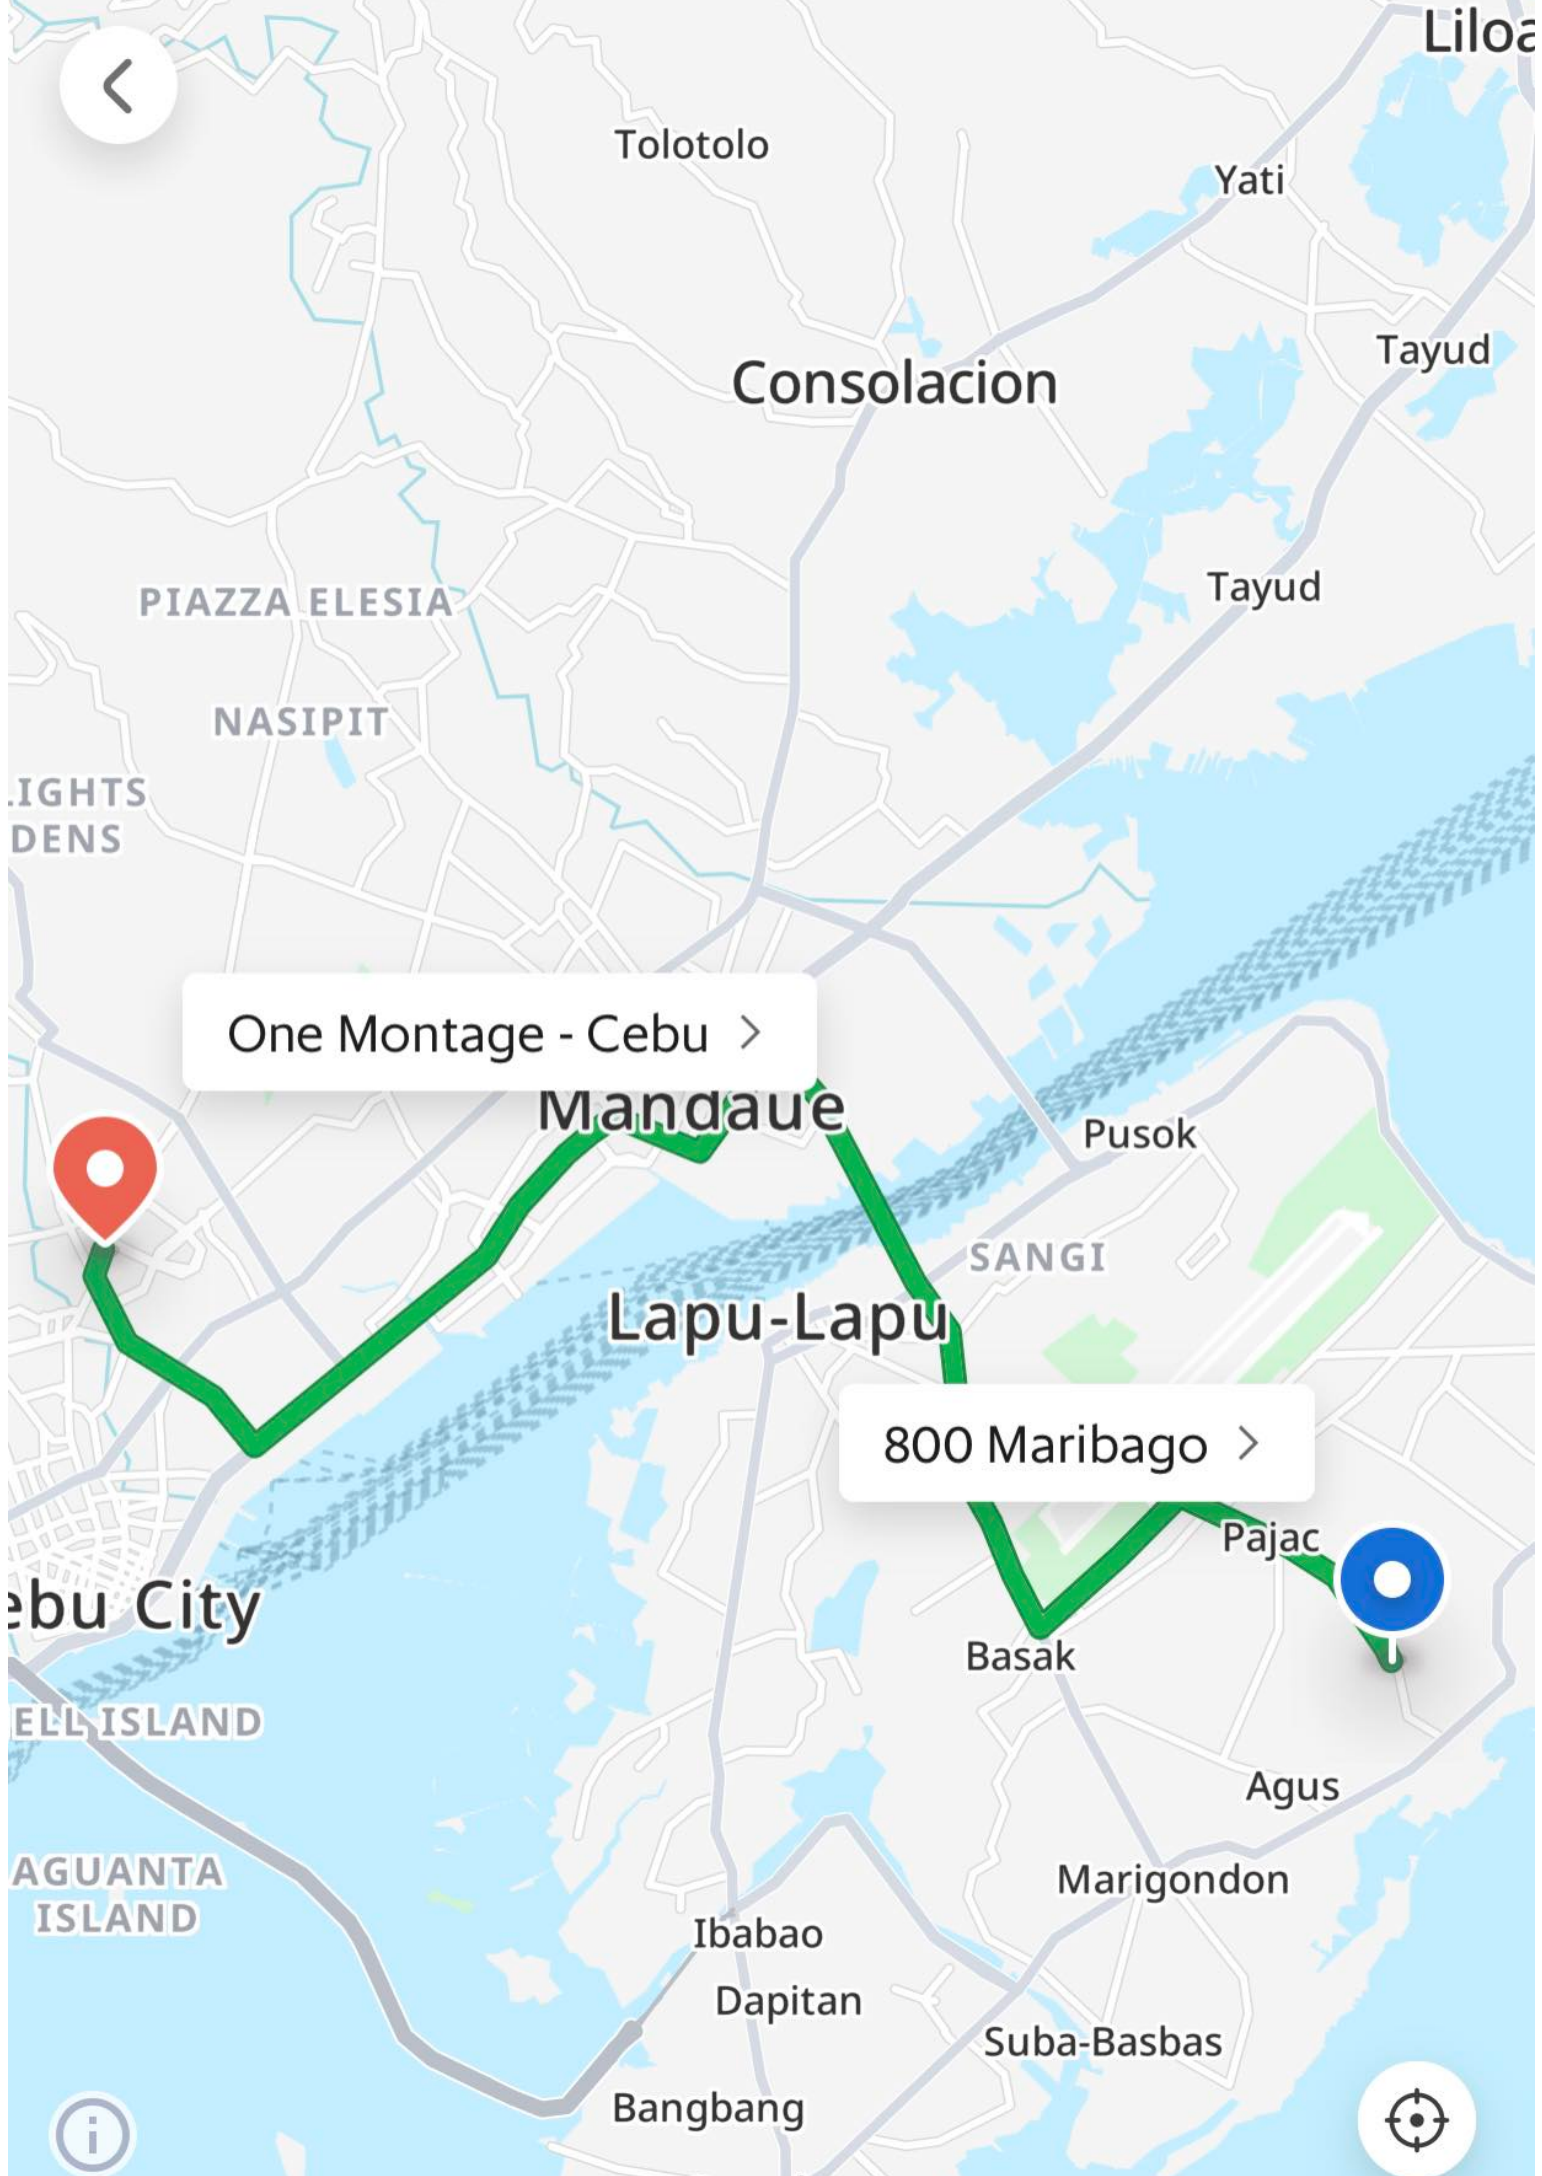 Liloa
Tolotolo
Yati
Tayud
Consolacion
Tayud
PIAZZA ELESIA
NASIPIT
LIGHTS
DENS
One Montage - Cebu
Mandaue
Pusok
SANGI
Lapu-Lapu
800 Maribago
Pajac
ebu City
Basak
ELL ISLAND
Agus
AGUANTA
ISLAND
Marigondon
Ibabao
Dapitan
Suba-Basbas
Bangbang